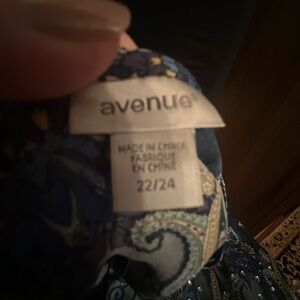 avenue
MADE IN CHINA
FABRIQUE
EN CHINE
22/24